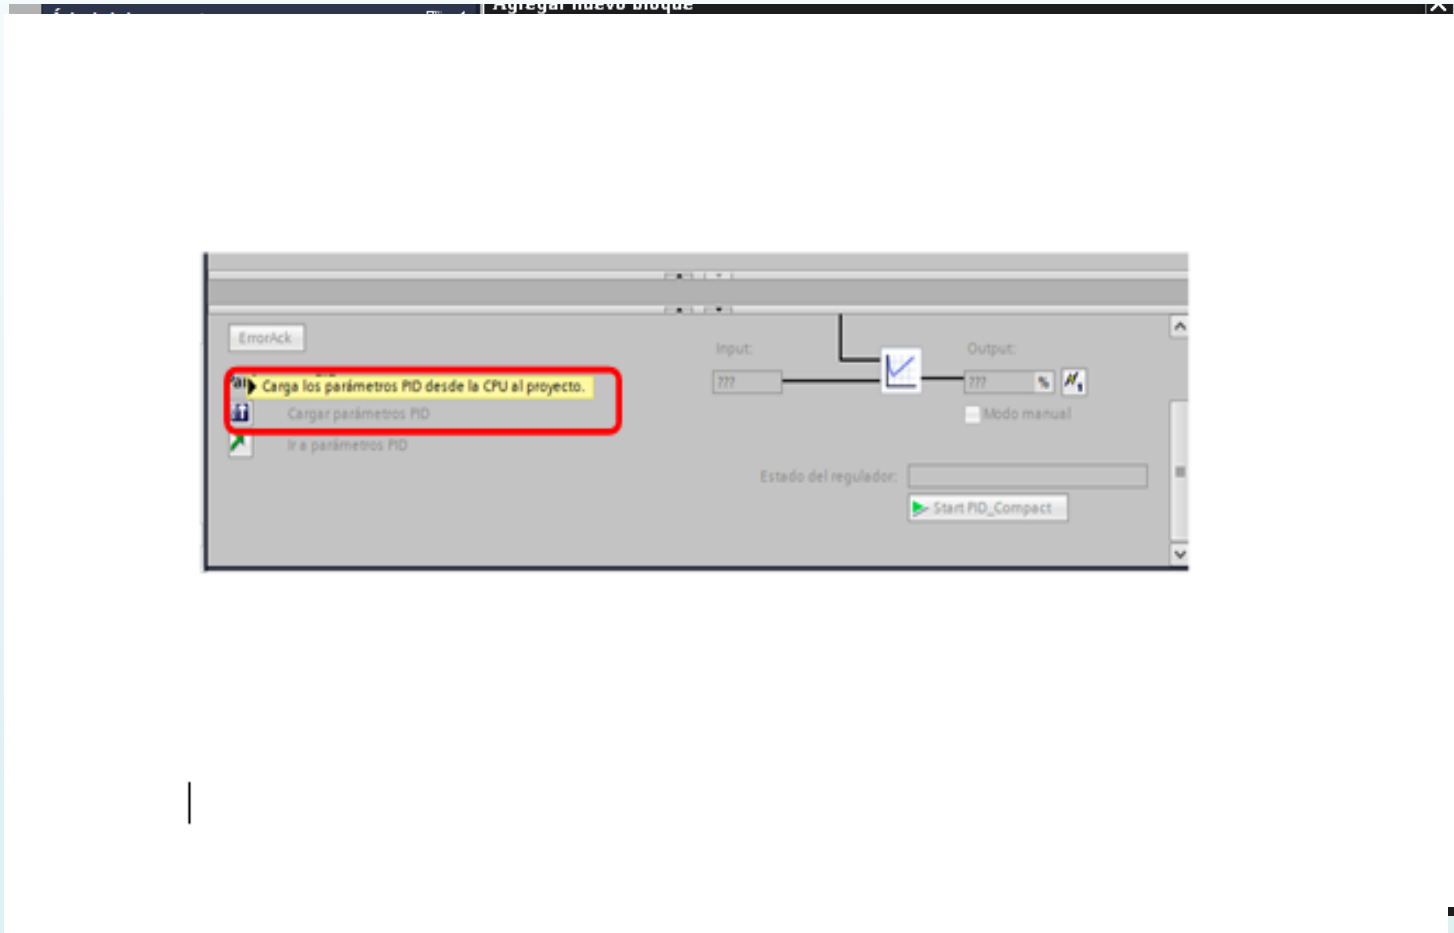 Agregar nuevo bloque
ErrorAck
Carga los parámetros PID desde la CPU al proyecto.
Cargar parámetros PID
Ir a parámetros PID
Input:
???
Output:
??? %
Modo manual
Estado del regulador:
Start PID_Compact